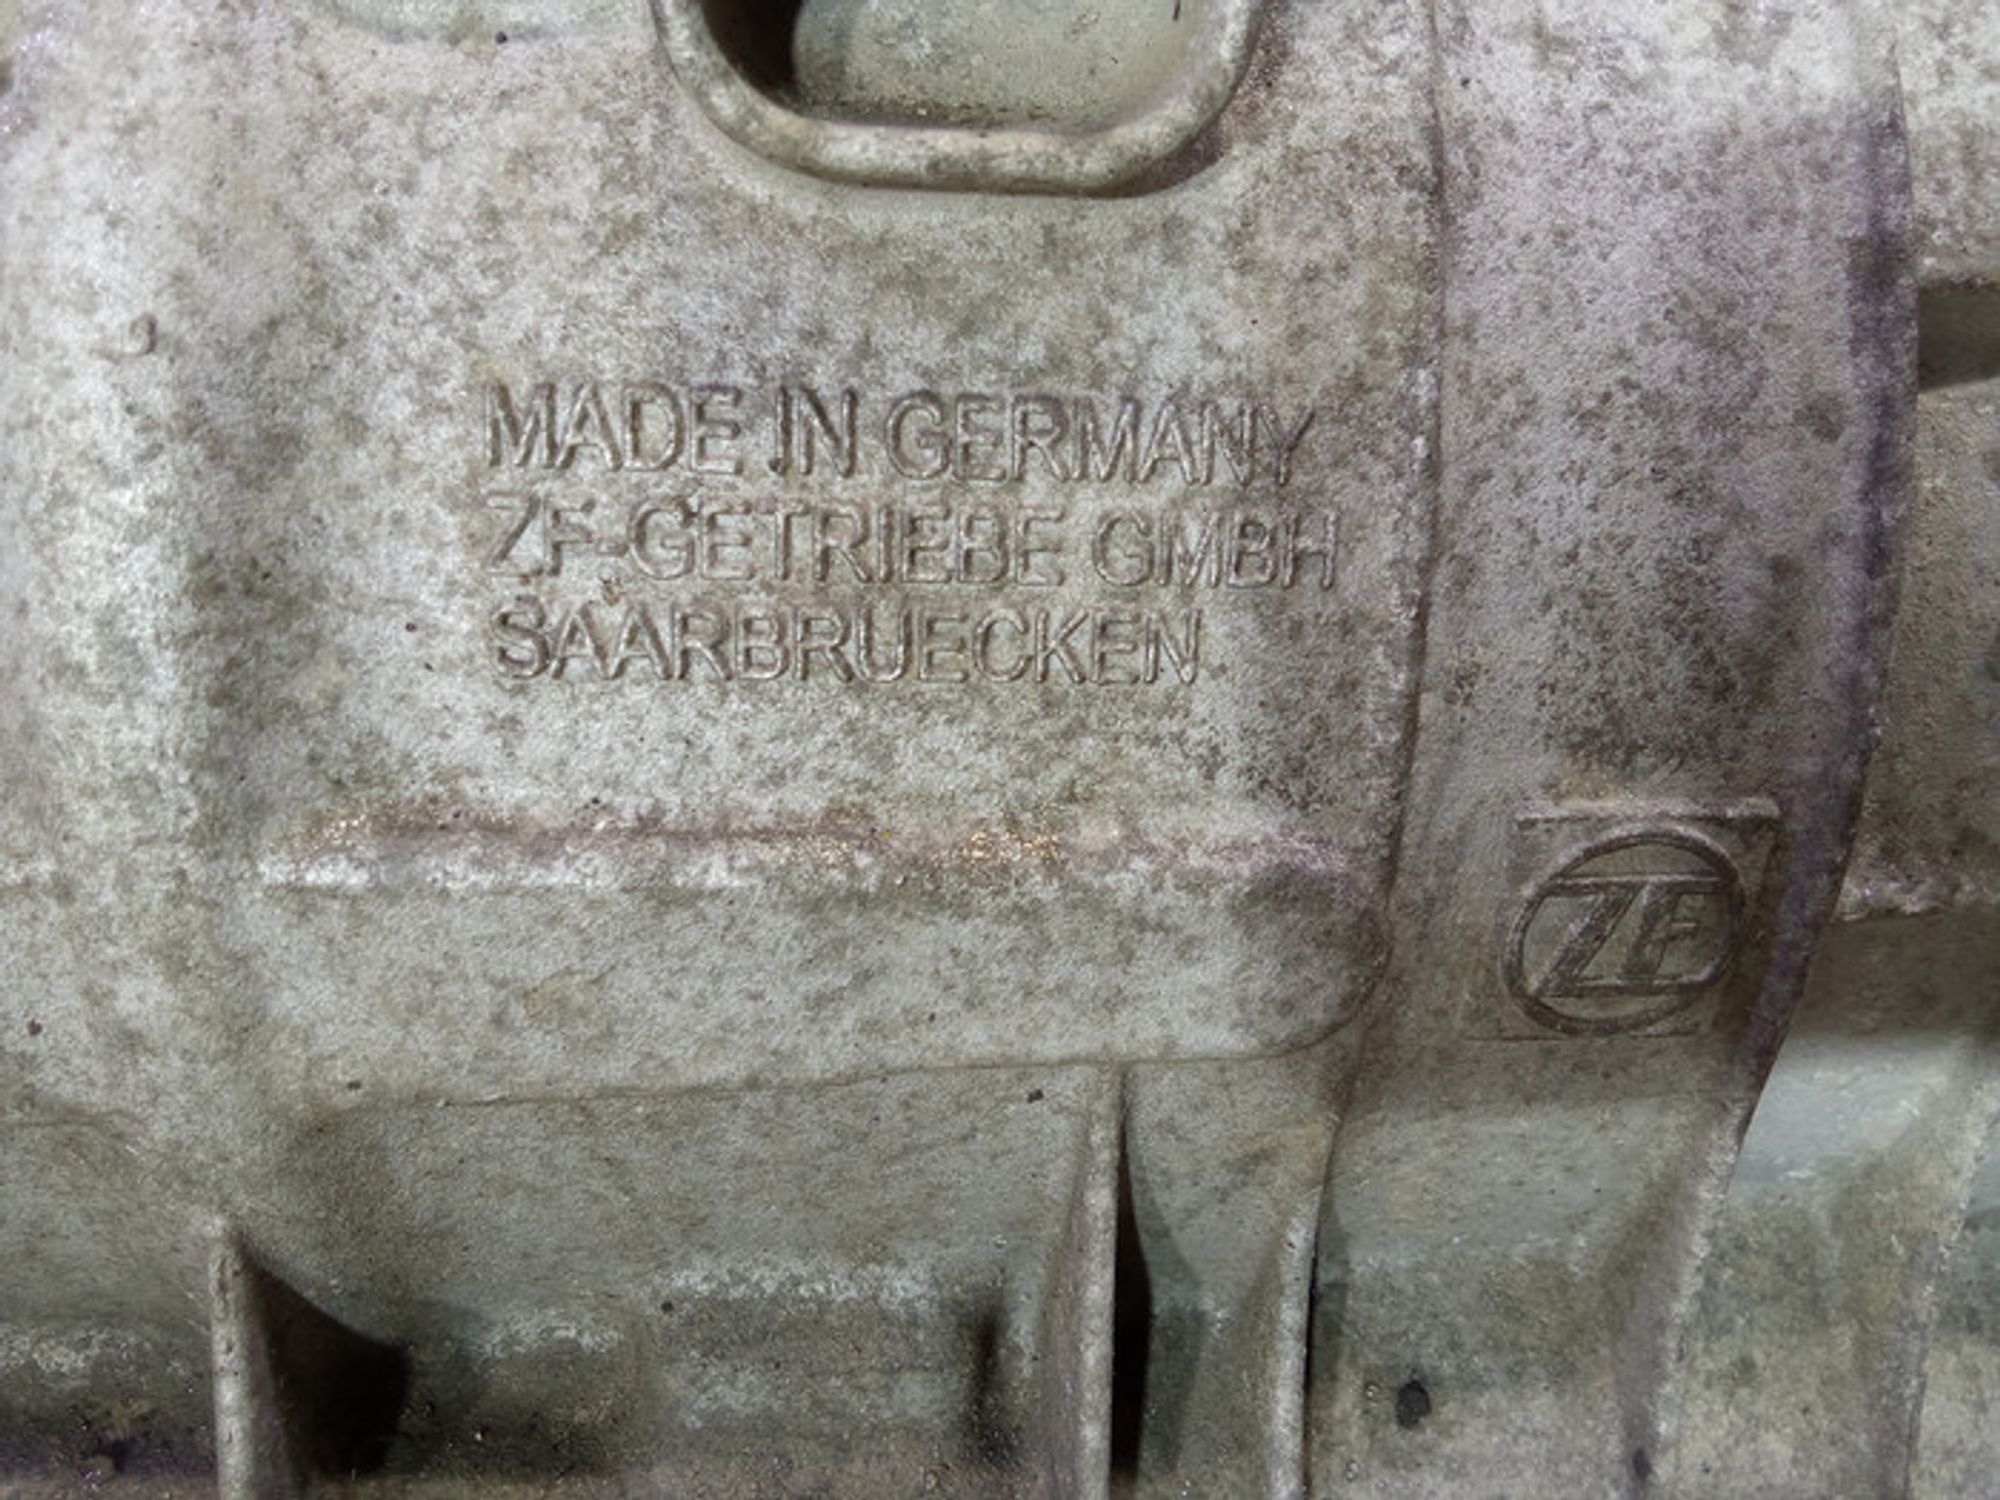 MADE IN GERMANY
ZF-GETRIEBE GMBH
SAARBRUECKEN
ZF